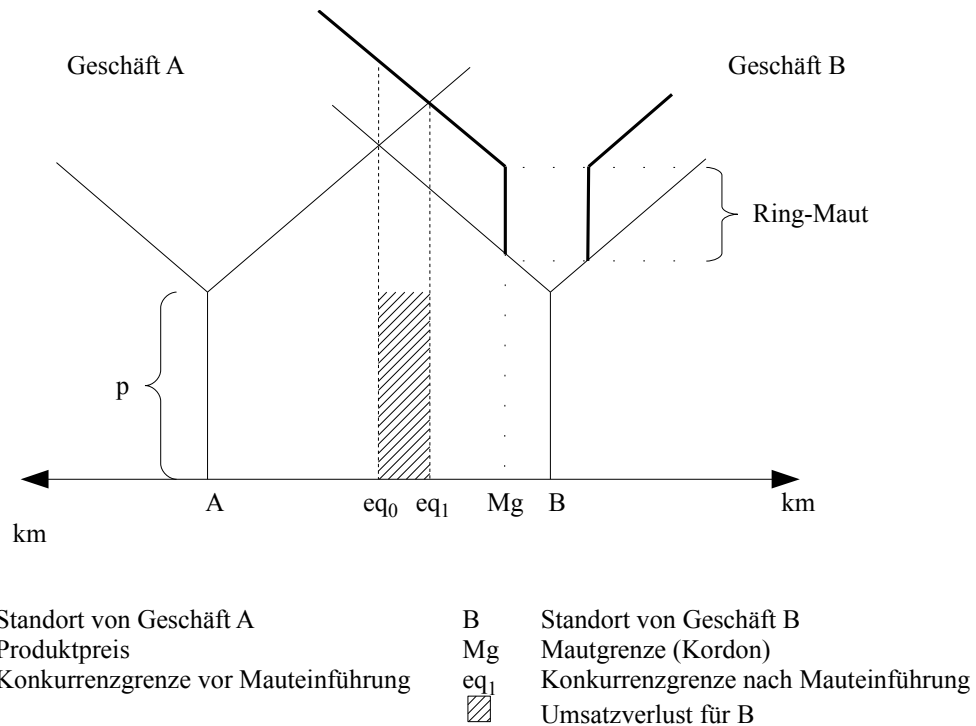 Geschäft A
Geschäft B
Ring-Maut
p
A
eq0
eq1
Mg
B
km
km
Standort von Geschäft A
B
Standort von Geschäft B
Produktpreis
Mg
Mautgrenze (Kordon)
Konkurrenzgrenze vor Mauteinführung
eq1
Konkurrenzgrenze nach Mauteinführung
Umsatzverlust für B